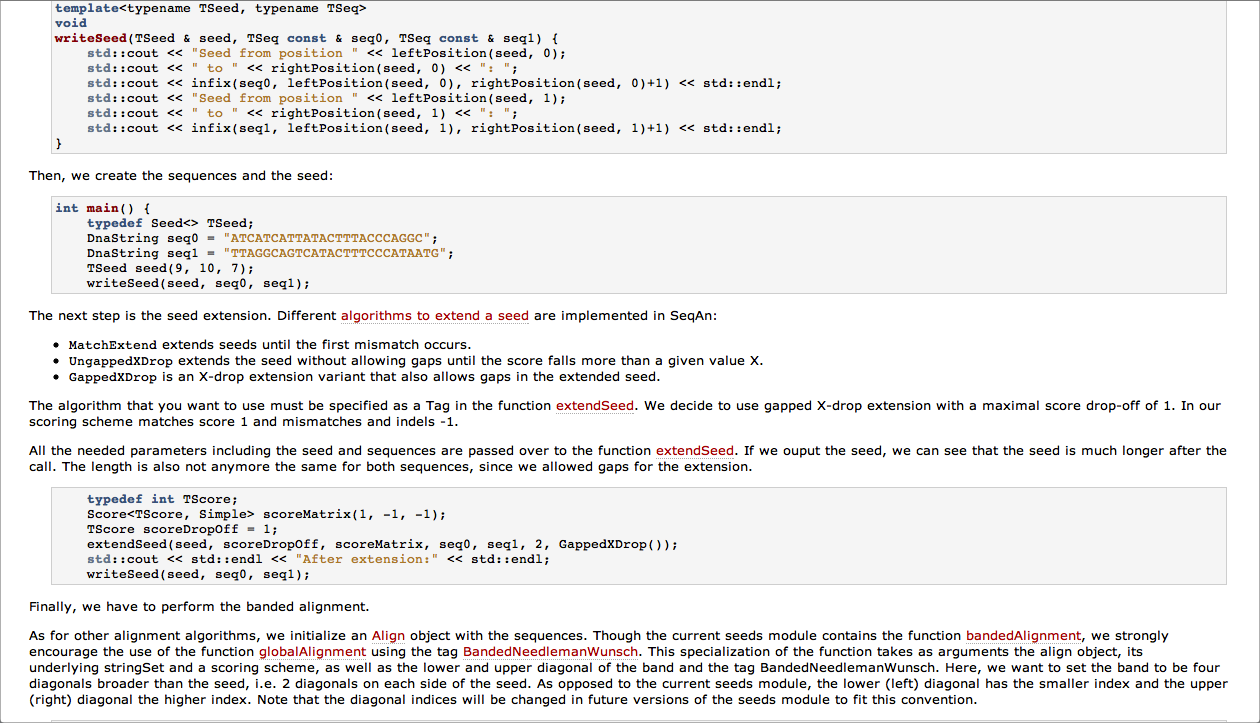 template<typename TSeed, typename TSeq>
void
writeSeed(TSeed & seed, TSeq const & seq0, TSeq const & seq1) {
    std::cout << "Seed from position " << leftPosition(seed, 0);
    std::cout << " to " << rightPosition(seed, 0) << ": ";
    std::cout << infix(seq0, leftPosition(seed, 0), rightPosition(seed, 0)+1) << std::endl;
    std::cout << "Seed from position " << leftPosition(seed, 1);
    std::cout << " to " << rightPosition(seed, 1) << ": ";
    std::cout << infix(seq1, leftPosition(seed, 1), rightPosition(seed, 1)+1) << std::endl;
}
Then, we create the sequences and the seed:
int main() {
    typedef Seed<> TSeed;
    DnaString seq0 = "ATCATCATTATACTTTACCCAGGC";
    DnaString seq1 = "TTAGGCAGTCATACTTTCCCATAATG";
    TSeed seed(9, 10, 7);
    writeSeed(seed, seq0, seq1);
The next step is the seed extension. Different algorithms to extend a seed are implemented in SeqAn:
• MatchExtend extends seeds until the first mismatch occurs.
• UngappedXDrop extends the seed without allowing gaps until the score falls more than a given value X.
• GappedXDrop is an X-drop extension variant that also allows gaps in the extended seed.
The algorithm that you want to use must be specified as a Tag in the function extendSeed. We decide to use gapped X-drop extension with a maximal score drop-off of 1. In our
scoring scheme matches score 1 and mismatches and indels -1.
All the needed parameters including the seed and sequences are passed over to the function extendSeed. If we ouput the seed, we can see that the seed is much longer after the
call. The length is also not anymore the same for both sequences, since we allowed gaps for the extension.
    typedef int TScore;
    Score<TScore, Simple> scoreMatrix(1, -1, -1);
    TScore scoreDropOff = 1;
    extendSeed(seed, scoreDropOff, scoreMatrix, seq0, seq1, 2, GappedXDrop());
    std::cout << std::endl << "After extension:" << std::endl;
    writeSeed(seed, seq0, seq1);
Finally, we have to perform the banded alignment.
As for other alignment algorithms, we initialize an Align object with the sequences. Though the current seeds module contains the function bandedAlignment, we strongly
encourage the use of the function globalAlignment using the tag BandedNeedlemanWunsch. This specialization of the function takes as arguments the align object, its
underlying stringSet and a scoring scheme, as well as the lower and upper diagonal of the band and the tag BandedNeedlemanWunsch. Here, we want to set the band to be four
diagonals broader than the seed, i.e. 2 diagonals on each side of the seed. As opposed to the current seeds module, the lower (left) diagonal has the smaller index and the upper
(right) diagonal the higher index. Note that the diagonal indices will be changed in future versions of the seeds module to fit this convention.